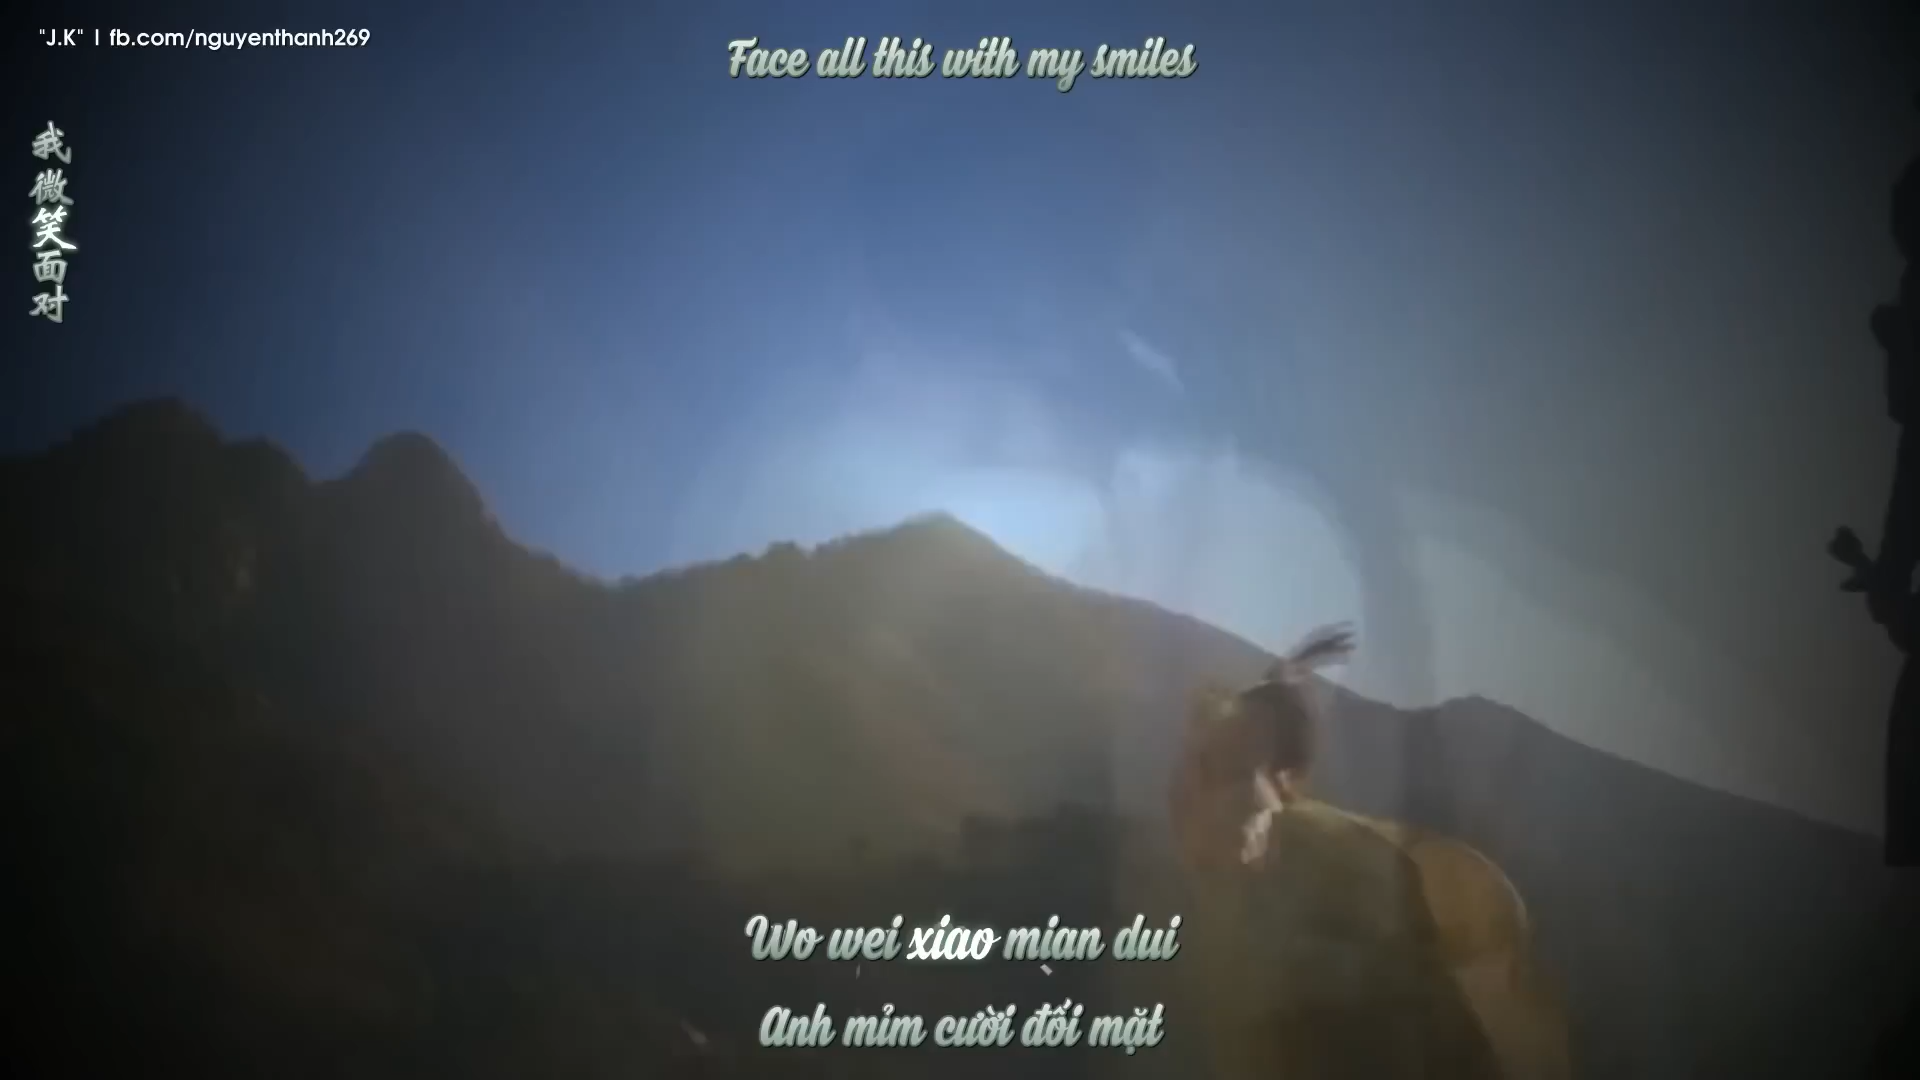 "J.K" | fb.com/nguyenthanh269
Face all this with my smiles
我微笑面对
Wo wei xiao mian dui
Anh mỉm cười đối mặt